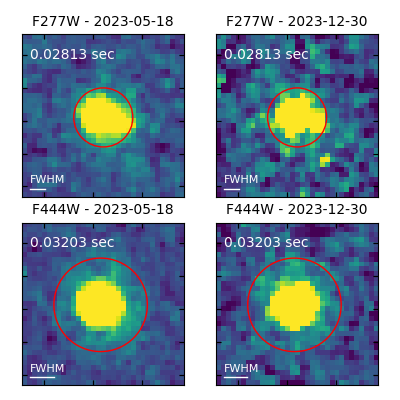 F277W - 2023-05-18
F277W - 2023-12-30
0.02813 sec
0.02813 sec
FWHM
FWHM
F444W - 2023-05-18
F444W - 2023-12-30
0.03203 sec
0.03203 sec
FWHM
FWHM